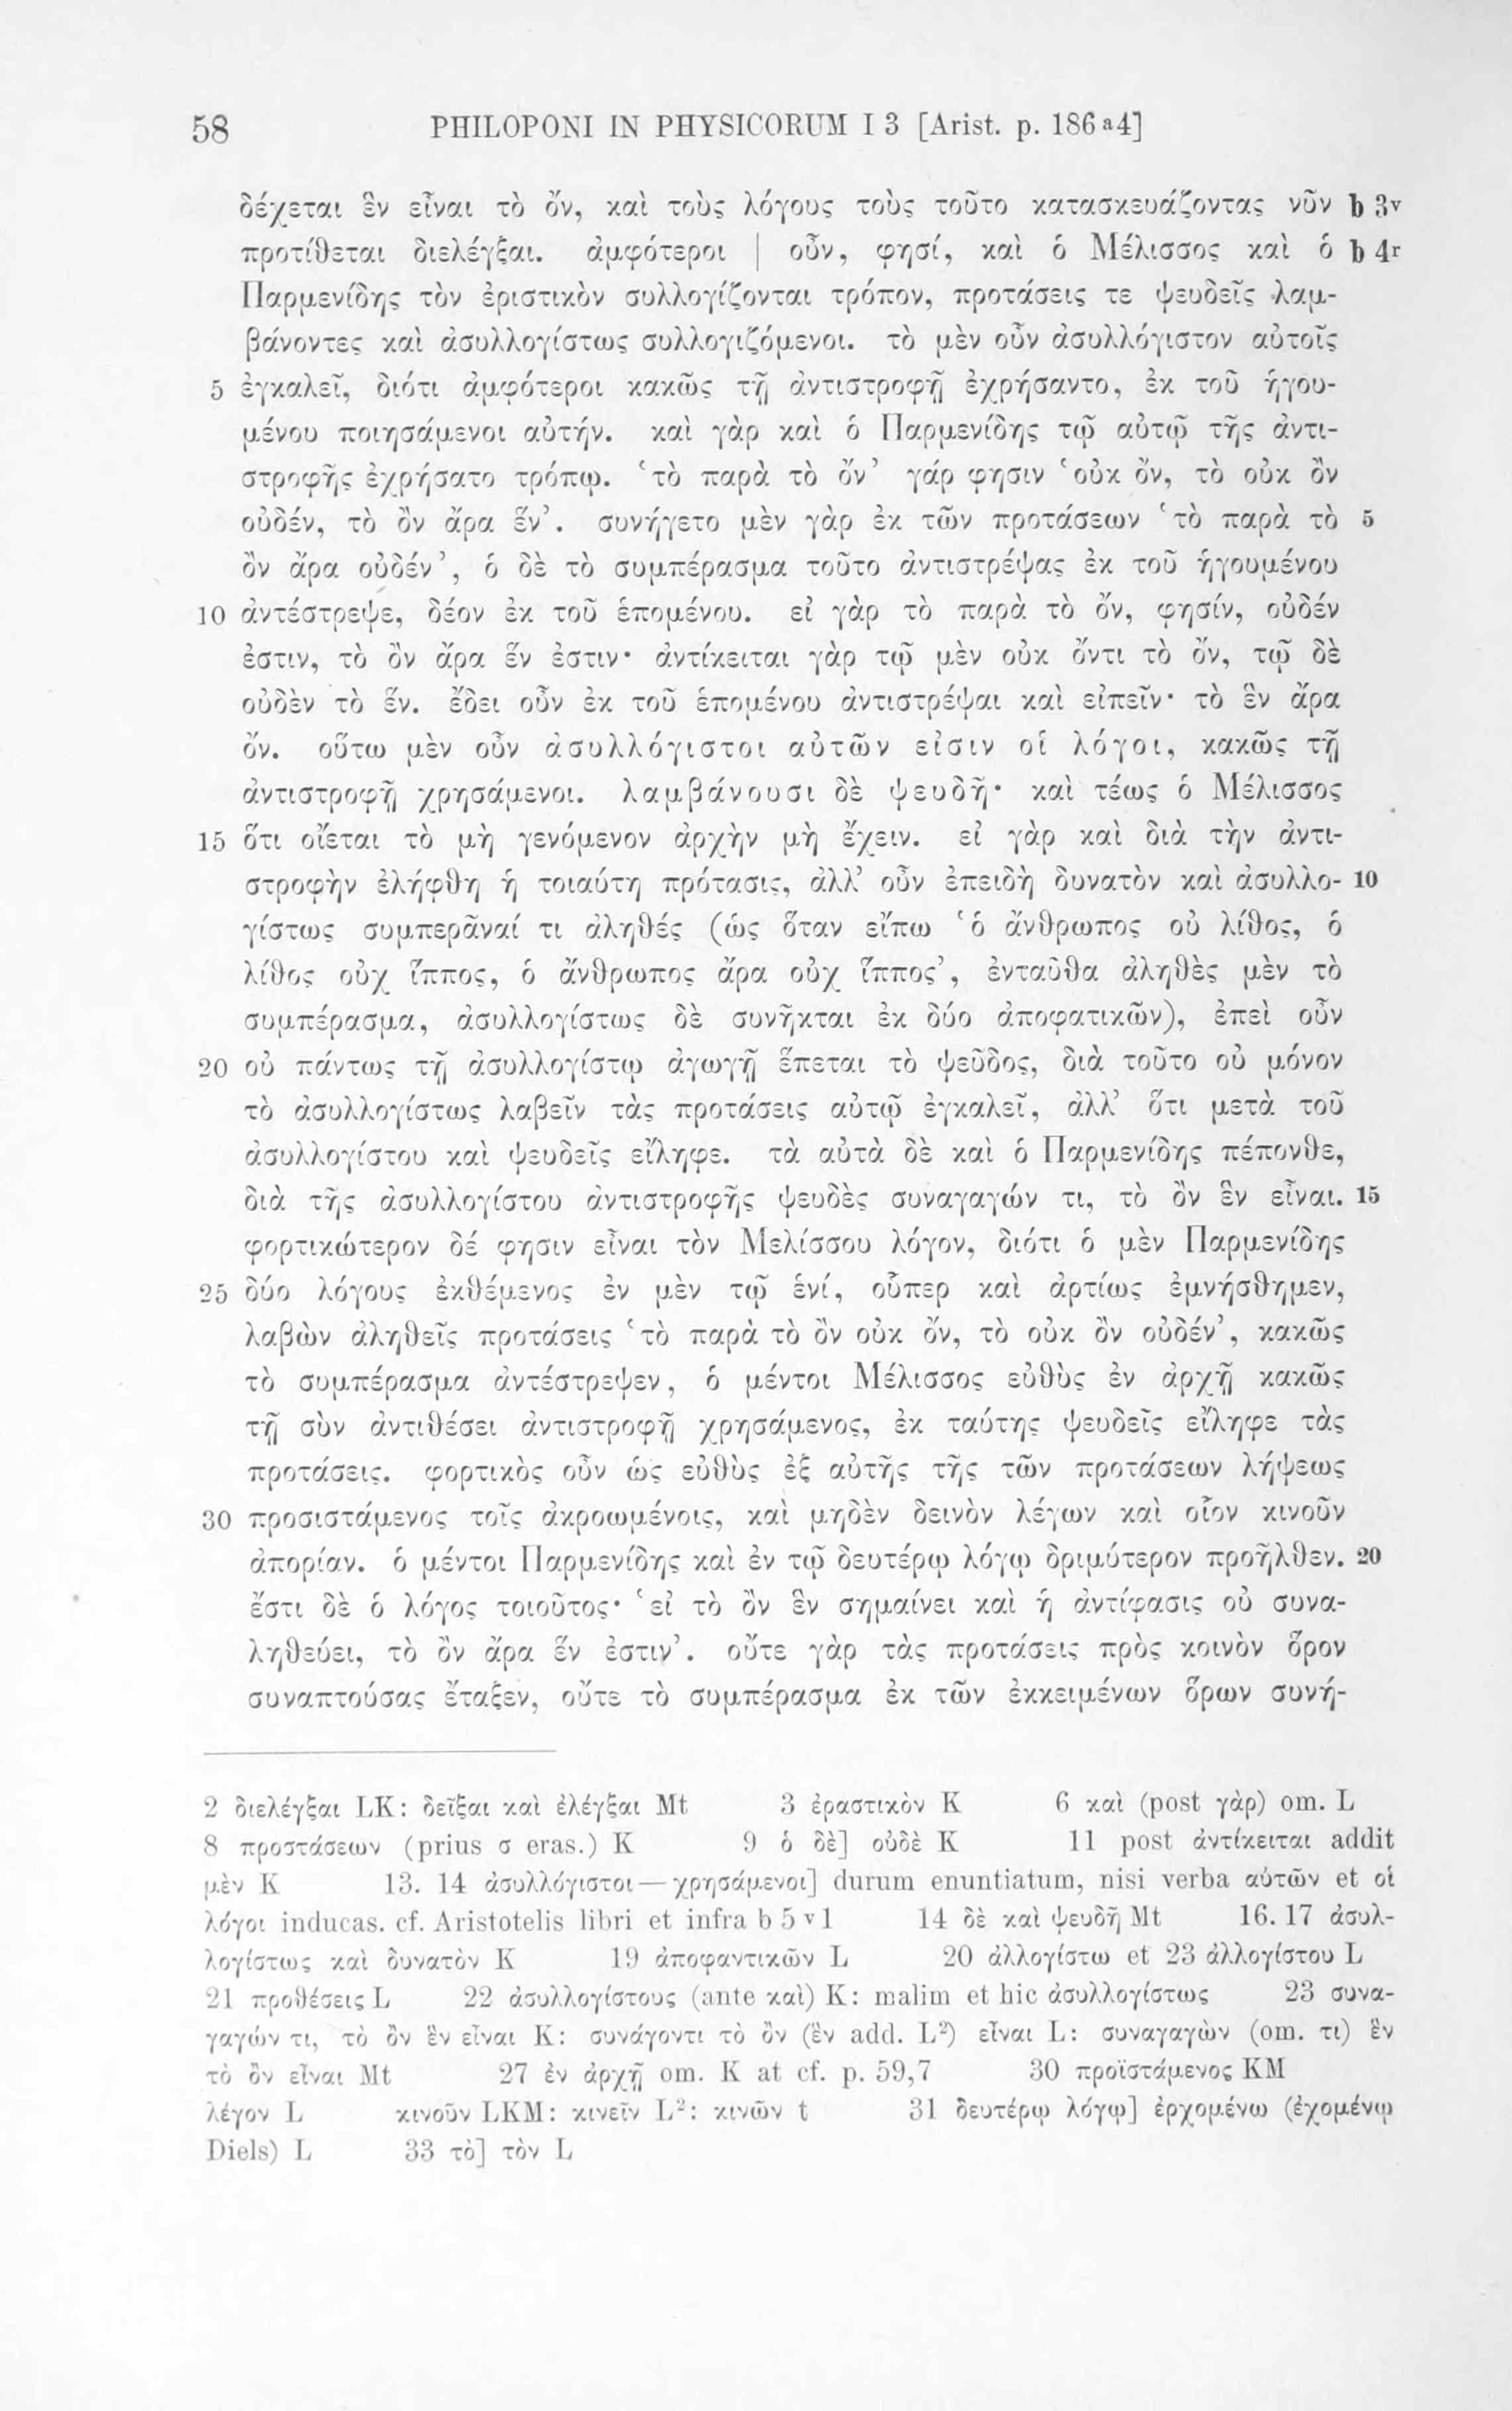 58 PHILOPONI IN PHYSICORUM I 3 [Arist. p. 186 a 4]
δέχεται ἓν εἶναι τὸ ὄν, καὶ τοὺς λόγους τοὺς τοῦτο κατασκευάζοντας νῦν b 3v
προτίθεται διελέγξαι. ἀμφότεροι | οὖν, φησί, καὶ ὁ Μέλισσος καὶ ὁ b 4r
Παρμενίδης τὸν ἐριστικὸν συλλογίζονται τρόπον, προτάσεις τε ψευδεῖς λαμ-
βάνοντες καὶ ἀσυλλογίστως συλλογιζόμενοι. τὸ μὲν οὖν ἀσυλλόγιστον αὐτοῖς
5 ἐγκαλεῖ, διότι ἀμφότεροι κακῶς τῇ ἀντιστροφῇ ἐχρήσαντο, ἐκ τοῦ ἡγου-
μένου ποιησάμενοι αὐτήν. καὶ γὰρ καὶ ὁ Παρμενίδης τῷ αὐτῷ τῆς ἀντι-
στροφῆς ἐχρήσατο τρόπῳ. ‘τὸ παρὰ τὸ ὄν’ γάρ φησιν ‘οὐκ ὄν, τὸ οὐκ ὂν
οὐδέν, τὸ ὂν ἄρα ἕν’. συνήγετο μὲν γὰρ ἐκ τῶν προτάσεων ‘τὸ παρὰ τὸ 5
ὂν ἄρα οὐδέν’, ὁ δὲ τὸ συμπέρασμα τοῦτο ἀντιστρέψας ἐκ τοῦ ἡγουμένου
10 ἀντέστρεψε, δέον ἐκ τοῦ ἑπομένου. εἰ γὰρ τὸ παρὰ τὸ ὄν, φησίν, οὐδέν
ἐστιν, τὸ ὂν ἄρα ἕν ἐστιν· ἀντίκειται γὰρ τῷ μὲν οὐκ ὄντι τὸ ὄν, τῷ δὲ
οὐδὲν τὸ ἕν. ἔδει οὖν ἐκ τοῦ ἑπομένου ἀντιστρέψαι καὶ εἰπεῖν· τὸ ἓν ἄρα
ὄν. οὕτω μὲν οὖν ἀσυλλόγιστοι αὐτῶν εἰσιν οἱ λόγοι, κακῶς τῇ
ἀντιστροφῇ χρησάμενοι. λαμβάνουσι δὲ ψευδῆ· καὶ τέως ὁ Μέλισσος
15 ὅτι οἴεται τὸ μὴ γενόμενον ἀρχὴν μὴ ἔχειν. εἰ γὰρ καὶ διὰ τὴν ἀντι-
στροφὴν ἐλήφθη ἡ τοιαύτη πρότασις, ἀλλ’ οὖν ἐπειδὴ δυνατὸν καὶ ἀσυλλο- 10
γίστως συμπερᾶναί τι ἀληθές (ὡς ὅταν εἴπω ‘ὁ ἄνθρωπος οὐ λίθος, ὁ
λίθος οὐχ ἵππος, ὁ ἄνθρωπος ἄρα οὐχ ἵππος’, ἐνταῦθα ἀληθὲς μὲν τὸ
συμπέρασμα, ἀσυλλογίστως δὲ συνῆκται ἐκ δύο ἀποφατικῶν), ἐπεὶ οὖν
20 οὐ πάντως τῇ ἀσυλλογίστῳ ἀγωγῇ ἕπεται τὸ ψεῦδος, διὰ τοῦτο οὐ μόνον
τὸ ἀσυλλογίστως λαβεῖν τὰς προτάσεις αὐτῷ ἐγκαλεῖ, ἀλλ’ ὅτι μετὰ τοῦ
ἀσυλλογίστου καὶ ψευδεῖς εἴληφε. τὰ αὐτὰ δὲ καὶ ὁ Παρμενίδης πέπονθε,
διὰ τῆς ἀσυλλογίστου ἀντιστροφῆς ψευδὲς συναγαγών τι, τὸ ὂν ἓν εἶναι. 15
φορτικώτερον δέ φησιν εἶναι τὸν Μελίσσου λόγον, διότι ὁ μὲν Παρμενίδης
25 δύο λόγους ἐκθέμενος ἐν μὲν τῷ ἑνί, οὗπερ καὶ ἀρτίως ἐμνήσθημεν,
λαβὼν ἀληθεῖς προτάσεις ‘τὸ παρὰ τὸ ὂν οὐκ ὄν, τὸ οὐκ ὂν οὐδέν’, κακῶς
τὸ συμπέρασμα ἀντέστρεψεν, ὁ μέντοι Μέλισσος εὐθὺς ἐν ἀρχῇ κακῶς
τῇ σὺν ἀντιθέσει ἀντιστροφῇ χρησάμενος, ἐκ ταύτης ψευδεῖς εἴληφε τὰς
προτάσεις. φορτικὸς οὖν ὡς εὐθὺς ἐξ αὐτῆς τῆς τῶν προτάσεων λήψεως
30 προσιστάμενος τοῖς ἀκροωμένοις, καὶ μηδὲν δεινὸν λέγων καὶ οἷον κινοῦν
ἀπορίαν. ὁ μέντοι Παρμενίδης καὶ ἐν τῷ δευτέρῳ λόγῳ δριμύτερον προῆλθεν. 20
ἔστι δὲ ὁ λόγος τοιοῦτος· ‘εἰ τὸ ὂν ἓν σημαίνει καὶ ἡ ἀντίφασις οὐ συνα-
ληθεύει, τὸ ὂν ἄρα ἕν ἐστιν’. οὔτε γὰρ τὰς προτάσεις πρὸς κοινὸν ὅρον
συναπτούσας ἔταξεν, οὔτε τὸ συμπέρασμα ἐκ τῶν ἐκκειμένων ὅρων συνή-
2 διελέγξαι LK: δεῖξαι καὶ ἐλέγξαι Mt 3 ἐραστικὸν K 6 καὶ (post γὰρ) om. L
8 προστάσεων (prius σ eras.) K 9 ὁ δὲ] οὐδὲ K 11 post ἀντίκειται addit
μὲν K 13. 14 ἀσυλλόγιστοι — χρησάμενοι] durum enuntiatum, nisi verba αὐτῶν et οἱ
λόγοι inducas. cf. Aristotelis libri et infra b 5 v 1 14 δὲ καὶ ψευδῆ Mt 16. 17 ἀσυλ-
λογίστως καὶ δυνατὸν K 19 ἀποφαντικῶν L 20 ἀλλογίστω et 23 ἀλλογίστου L
21 προθέσεις L 22 ἀσυλλογίστους (ante καὶ) K: malim et hic ἀσυλλογίστως 23 συνα-
γαγών τι, τὸ ὂν ἓν εἶναι K: συνάγοντι τὸ ὂν (ἓν add. L²) εἶναι L: συναγαγὼν (om. τι) ἓν
τὸ ὂν εἶναι Mt 27 ἐν ἀρχῇ om. K at cf. p. 59,7 30 προϊστάμενος KM
λέγον L κινοῦν LKM: κινεῖν L²: κινῶν t 31 δευτέρῳ λόγῳ] ἐρχομένω (ἐχομένῳ
Diels) L 33 τὸ] τὸν L